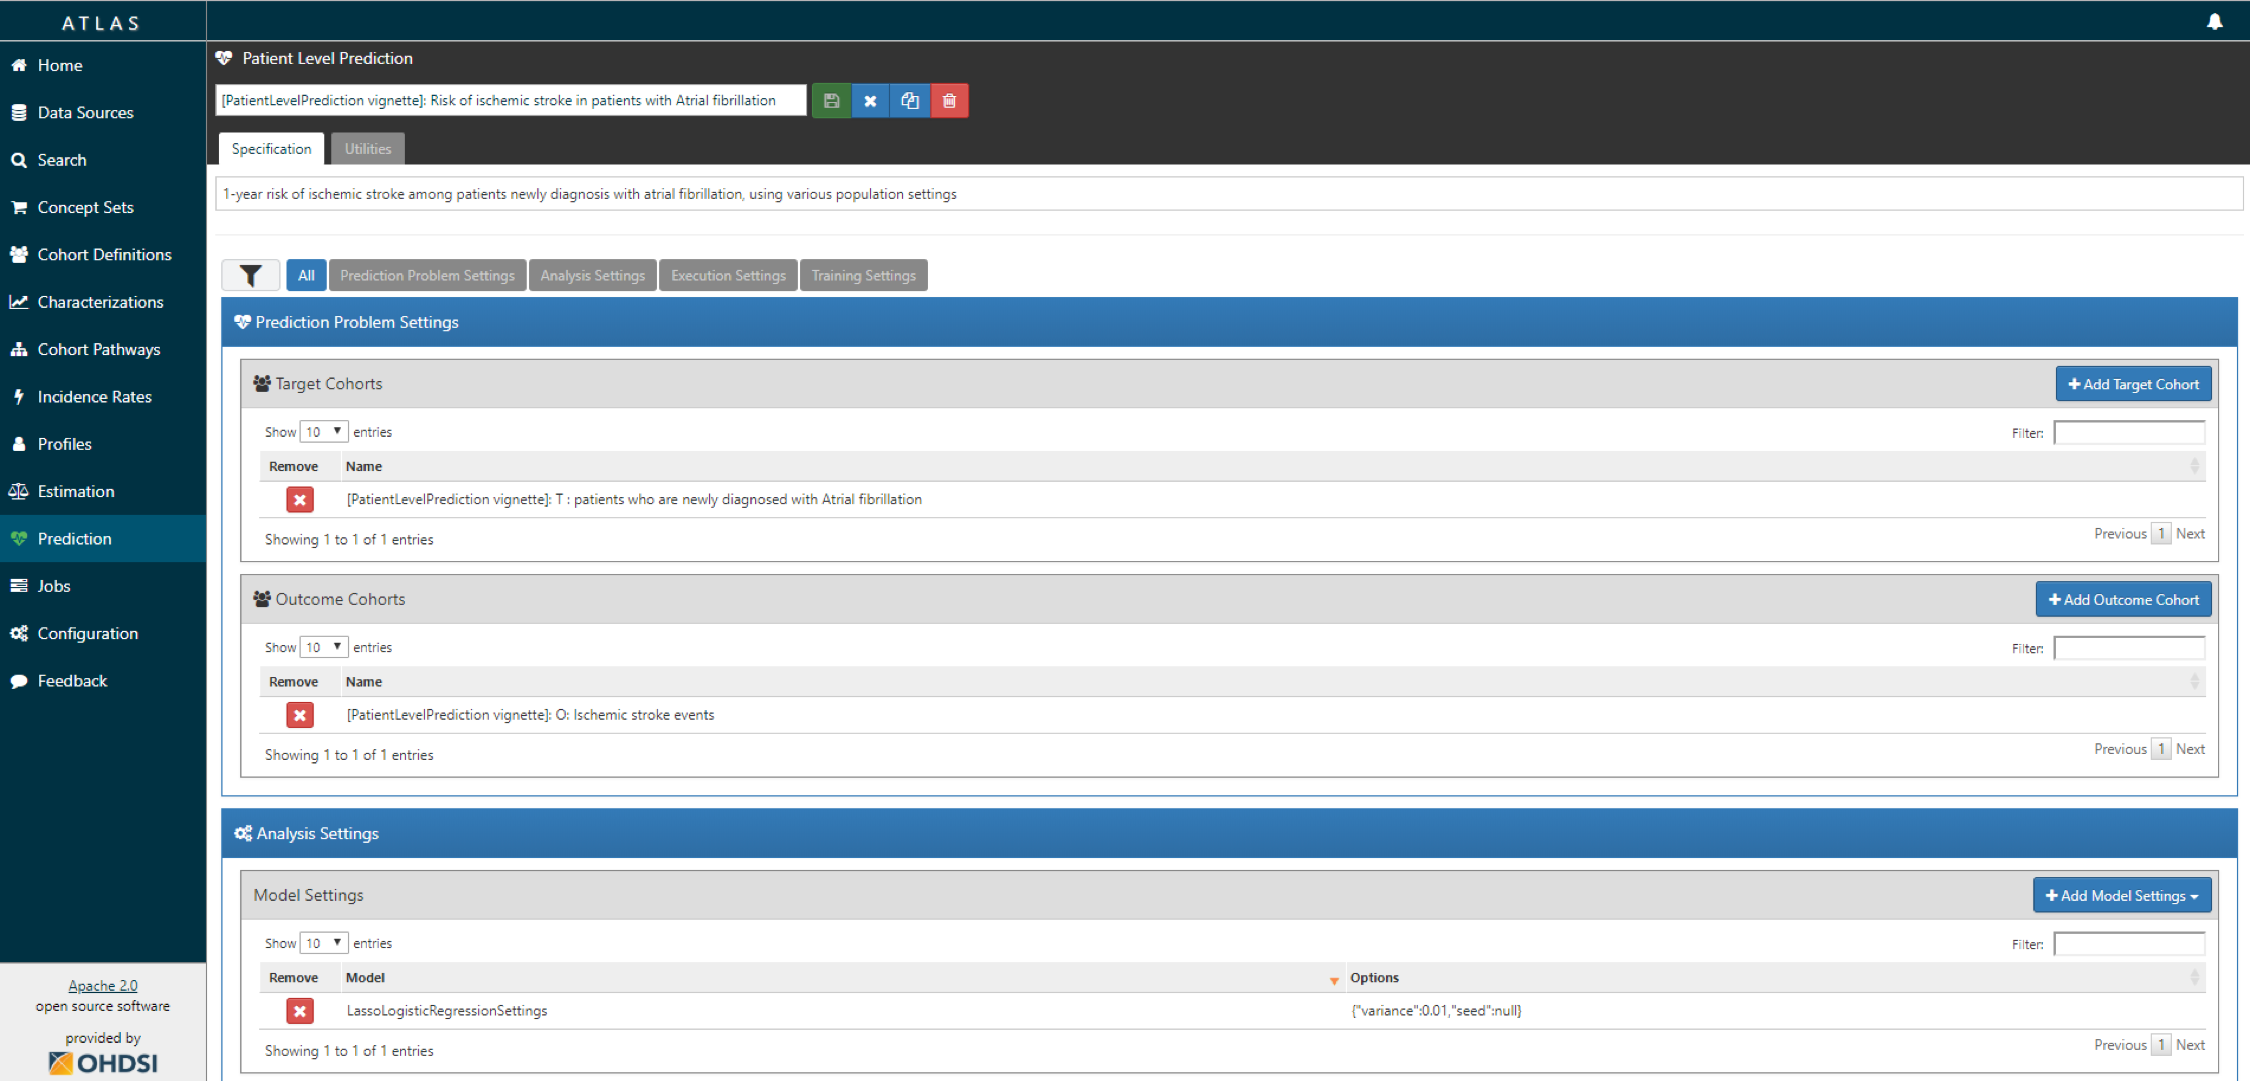 ATLAS
Home
Data Sources
Search
Concept Sets
Cohort Definitions
Characterizations
Cohort Pathways
Incidence Rates
Profiles
Estimation
Prediction
Jobs
Configuration
Feedback
Apache 2.0
open source software
provided by
OHDSI
Patient Level Prediction
[PatientLevelPrediction vignette]: Risk of ischemic stroke in patients with Atrial fibrillation
Specification Utilities
1-year risk of ischemic stroke among patients newly diagnosis with atrial fibrillation, using various population settings
All Prediction Problem Settings Analysis Settings Execution Settings Training Settings
Prediction Problem Settings
Target Cohorts Add Target Cohort
Show 10 entries Filter:
Remove Name
[PatientLevelPrediction vignette]: T : patients who are newly diagnosed with Atrial fibrillation
Showing 1 to 1 of 1 entries Previous 1 Next
Outcome Cohorts Add Outcome Cohort
Show 10 entries Filter:
Remove Name
[PatientLevelPrediction vignette]: O: Ischemic stroke events
Showing 1 to 1 of 1 entries Previous 1 Next
Analysis Settings
Model Settings Add Model Settings
Show 10 entries Filter:
Remove Model Options
LassoLogisticRegressionSettings {"variance":0.01,"seed":null}
Showing 1 to 1 of 1 entries Previous 1 Next